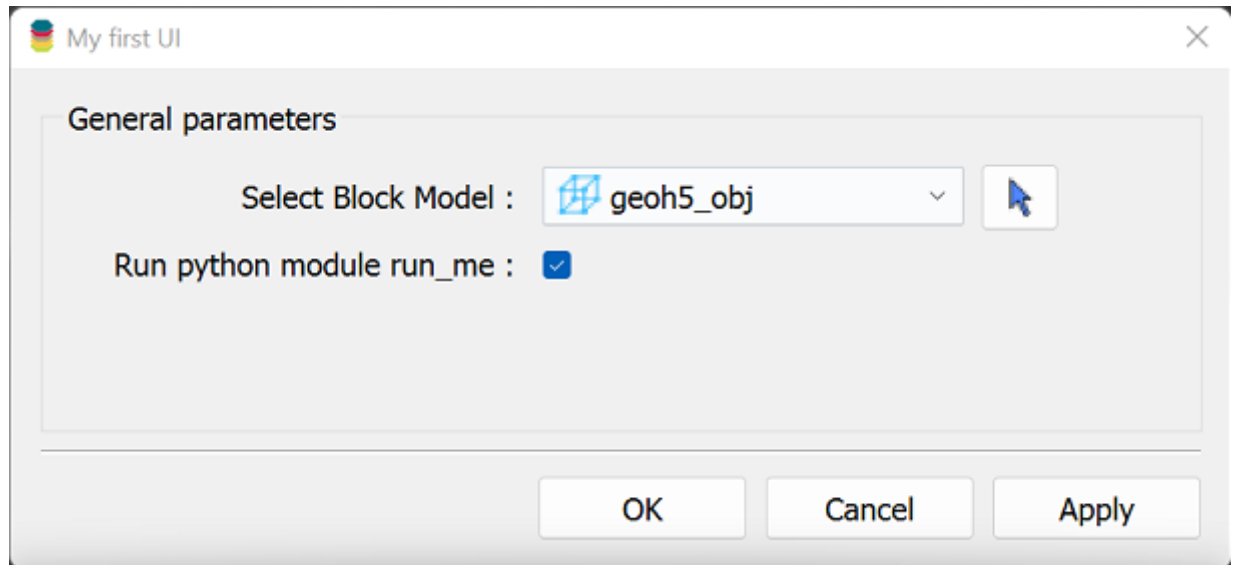 My first UI
General parameters
Select Block Model : geoh5_obj
Run python module run_me :
OK Cancel Apply